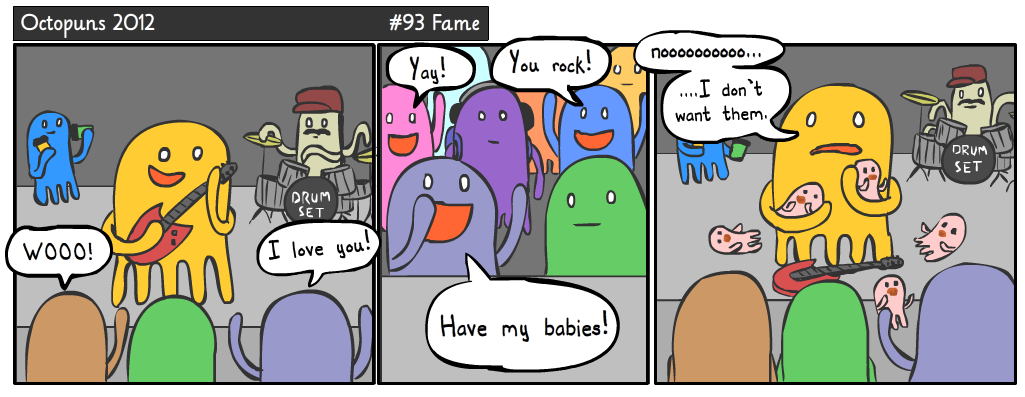 Octopuns 2012
#93 Fame
WOOO!
I love you!
DRUM
SET
Yay!
You rock!
Have my babies!
noooooooooo...
....I don't
want them.
DRUM
SET